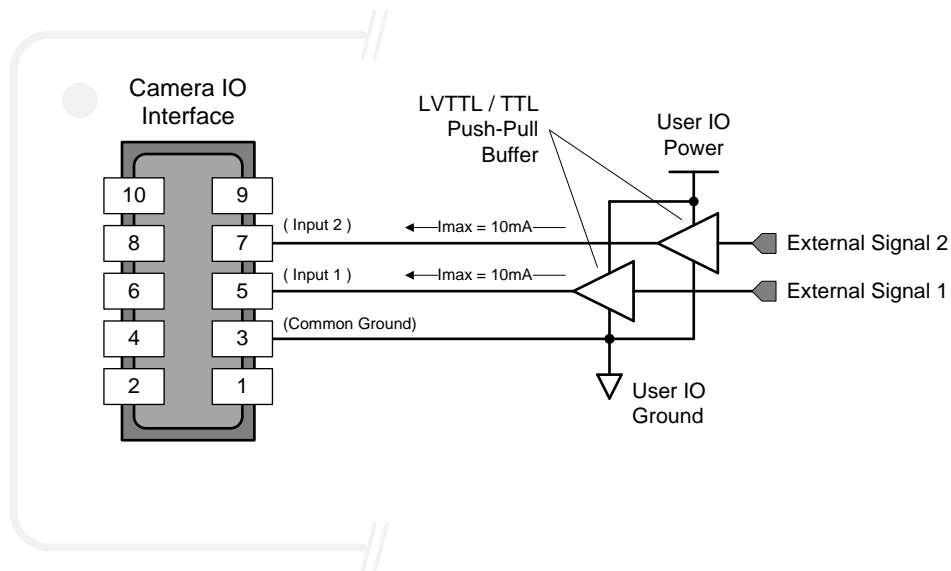 Camera IO
Interface
LVTTL / TTL
Push-Pull
Buffer
User IO
Power
10
9
( Input 2 )
Imax = 10mA
8
7
External Signal 2
( Input 1 )
Imax = 10mA
6
5
External Signal 1
(Common Ground)
4
3
2
1
User IO
Ground